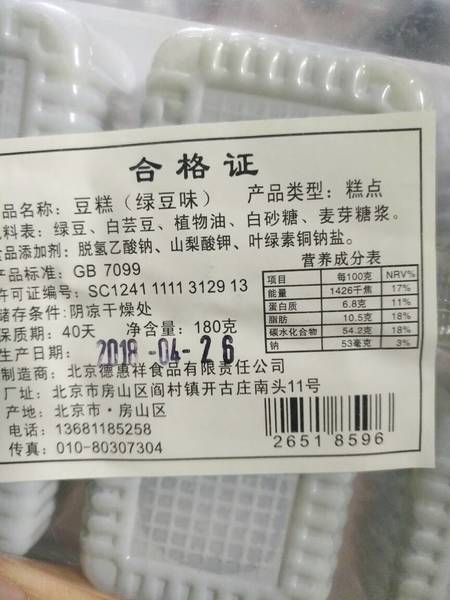 合格证
品名称：豆糕（绿豆味） 产品类型：糕点
料表：绿豆、白芸豆、植物油、白砂糖、麦芽糖浆。
食品添加剂：脱氢乙酸钠、山梨酸钾、叶绿素铜钠盐。
产品标准：GB 7099
许可证编号：SC1241 1111 3129 13
储存条件：阴凉干燥处
保质期：40天 净含量：180克
生产日期：2018-04-26
制造商：北京德惠祥食品有限责任公司
厂址：北京市房山区阎村镇开古庄南头11号
产地：北京市·房山区
电话：13681185258
传真：010-80307304
营养成分表
项目 每100克 NRV%
能量 1426千焦 17%
蛋白质 6.8克 11%
脂肪 10.5克 18%
碳水化合物 54.2克 18%
钠 53毫克 3%
2651 8596